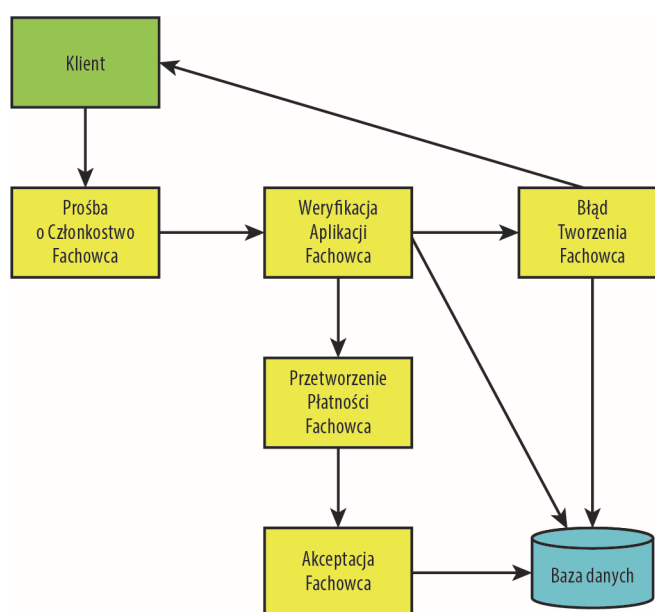 Klient
Prośba
o Członkostwo
Fachowca
Weryfikacja
Aplikacji
Fachowca
Błąd
Tworzenia
Fachowca
Przetworzenie
Płatności
Fachowca
Akceptacja
Fachowca
Baza danych